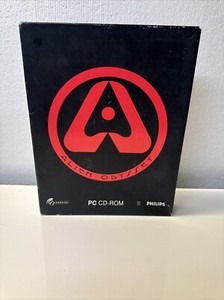 ALIEN ODYSSEY
PC CD-ROM
PHILIPS